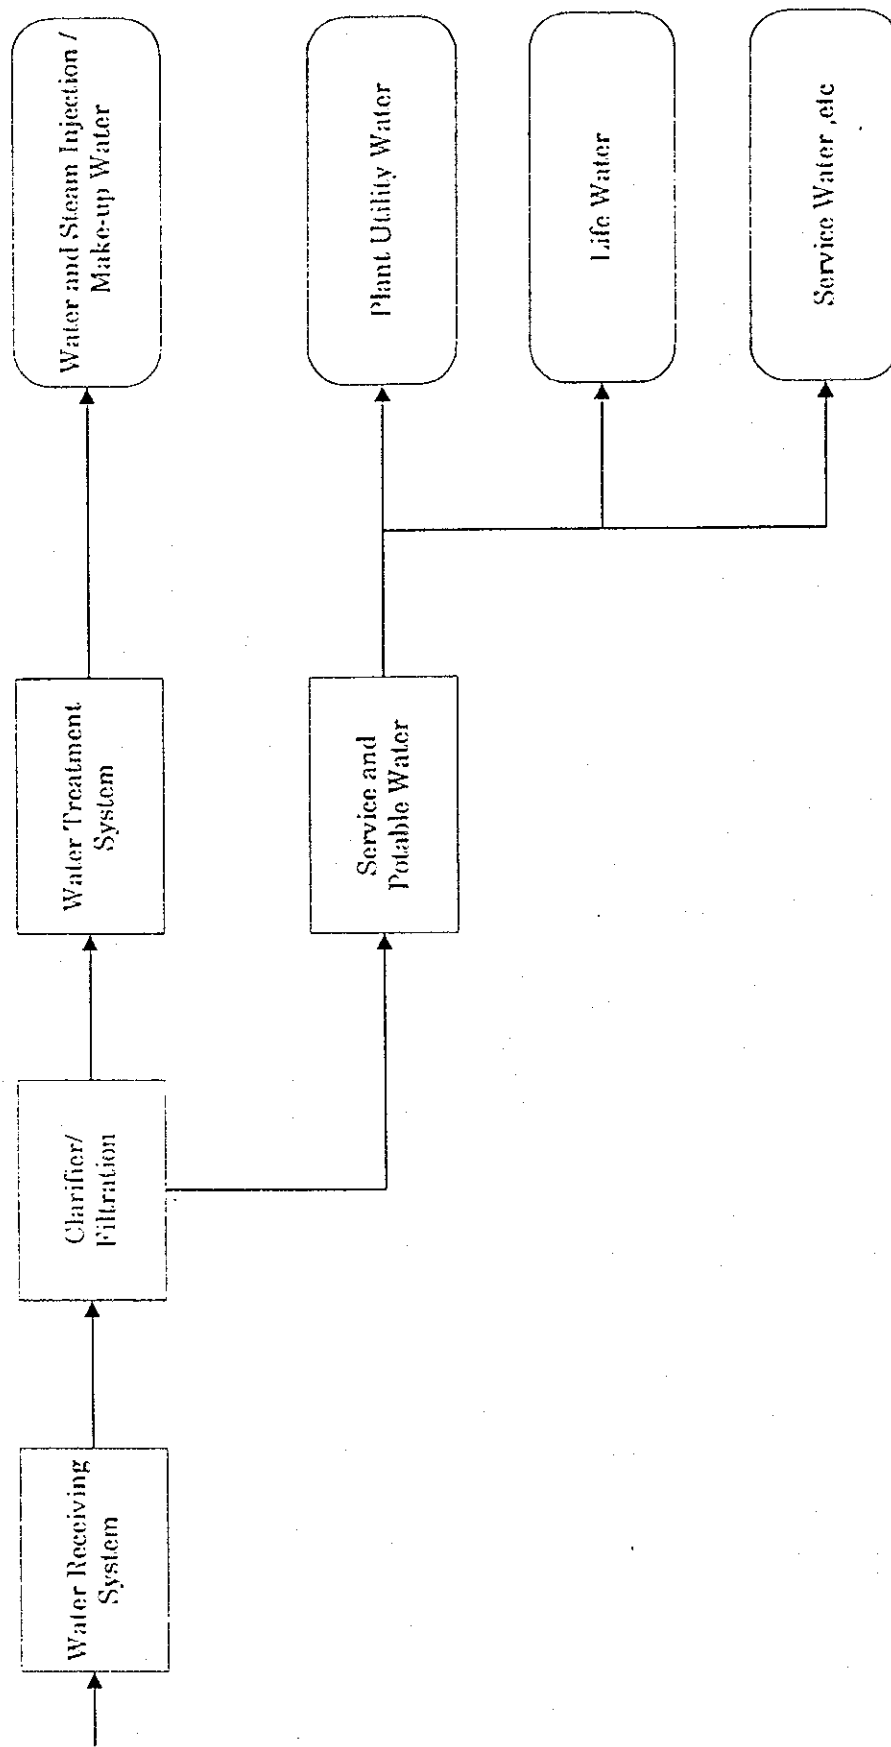 Water Receiving
System
Clarifier/
Filtration
Water Treatment
System
Water and Steam Injection /
Make-up Water
Service and
Potable Water
Plant Utility Water
Life Water
Service Water ,etc